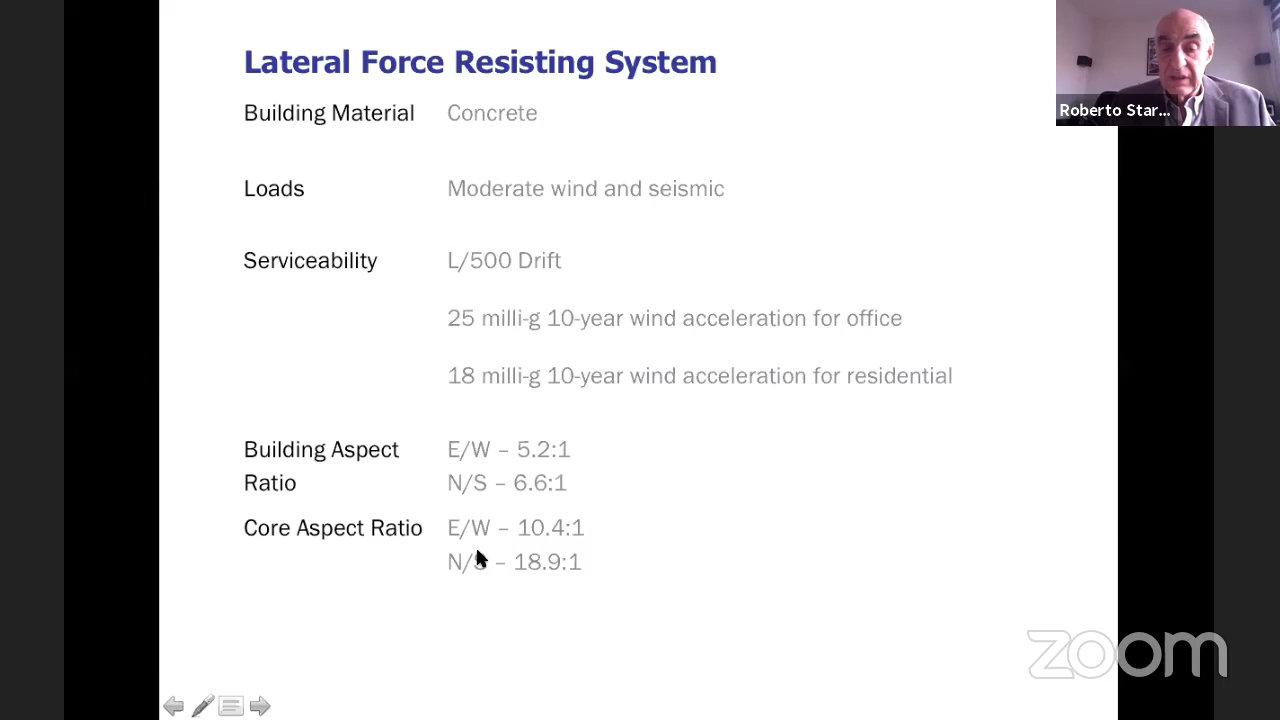 Lateral Force Resisting System
Building Material Concrete
Loads Moderate wind and seismic
Serviceability L/500 Drift
25 milli-g 10-year wind acceleration for office
18 milli-g 10-year wind acceleration for residential
Building Aspect E/W – 5.2:1
Ratio N/S – 6.6:1
Core Aspect Ratio E/W – 10.4:1
N/S – 18.9:1
Roberto Star...
zoom